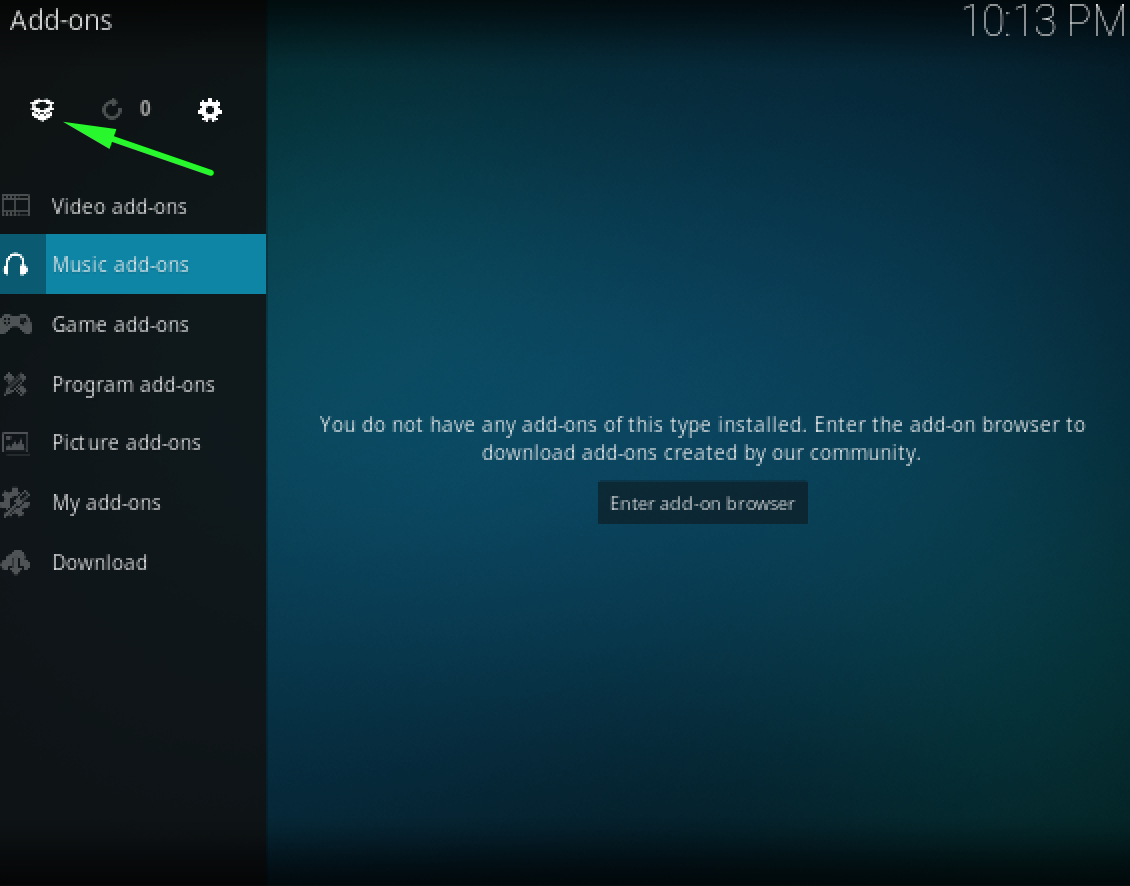 Add-ons
10:13 PM
0
Video add-ons
Music add-ons
Game add-ons
Program add-ons
Picture add-ons
My add-ons
Download
You do not have any add-ons of this type installed. Enter the add-on browser to
download add-ons created by our community.
Enter add-on browser